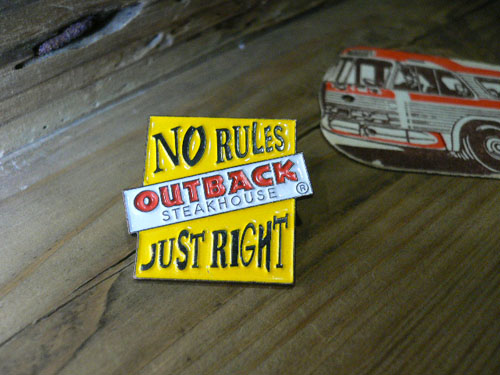 NO RULES
OUTBACK
STEAKHOUSE ®
JUST RIGHT